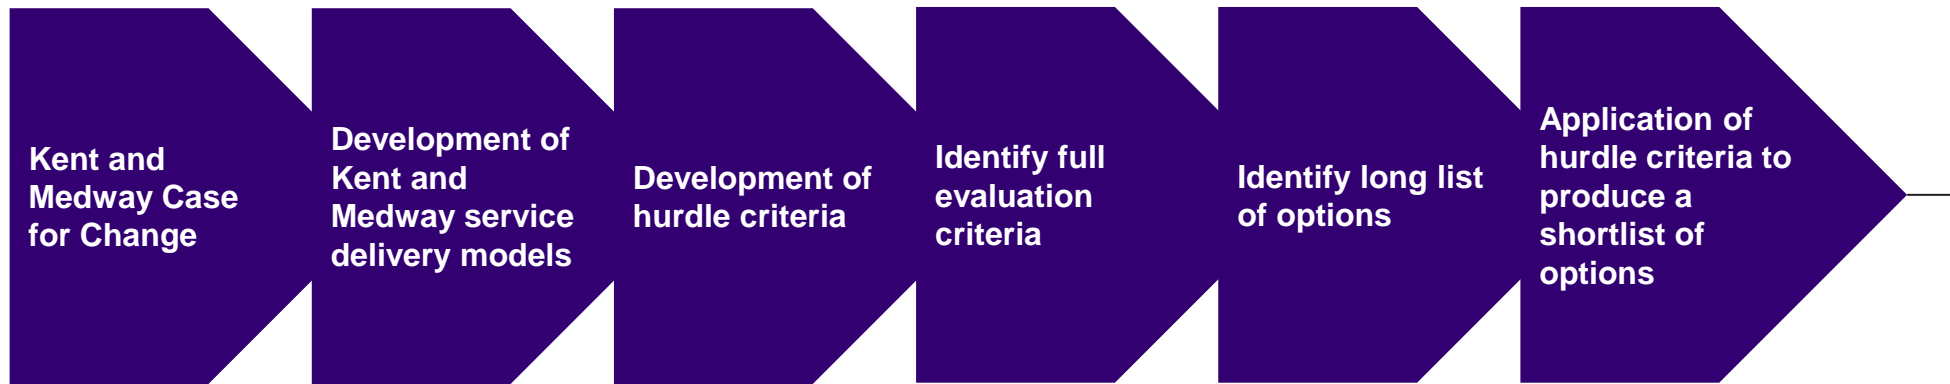 Kent and
Medway Case
for Change
Development of
Kent and
Medway service
delivery models
Development of
hurdle criteria
Identify full
evaluation
criteria
Identify long list
of options
Application of
hurdle criteria to
produce a
shortlist of
options